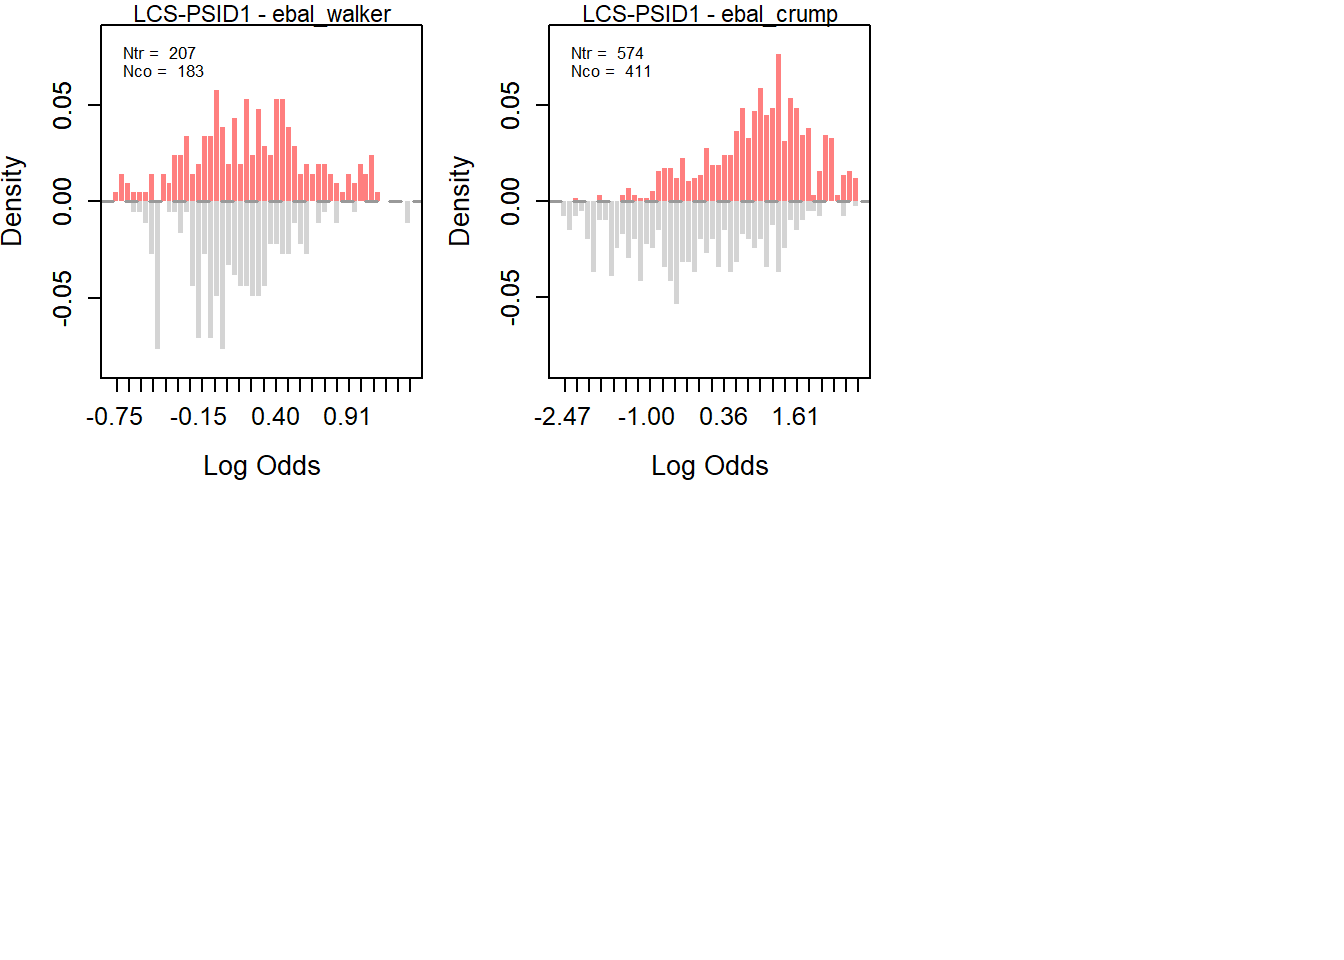 LCS-PSID1 - ebal_walker
Ntr = 207
Nco = 183
Density
0.05
0.00
-0.05
-0.75 -0.15 0.40 0.91
Log Odds
LCS-PSID1 - ebal_crump
Ntr = 574
Nco = 411
Density
0.05
0.00
-0.05
-2.47 -1.00 0.36 1.61
Log Odds